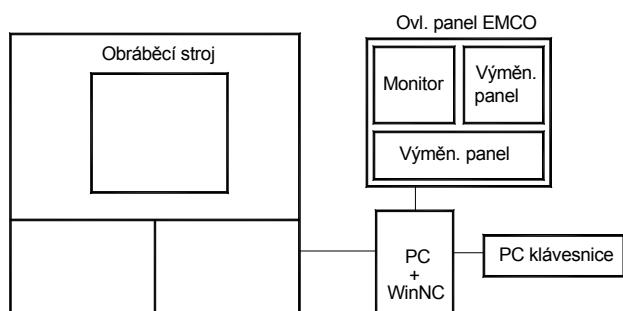 Ovl. panel EMCO
Obráběcí stroj
Monitor
Výměn.
panel
Výměn. panel
PC
+
WinNC
PC klávesnice